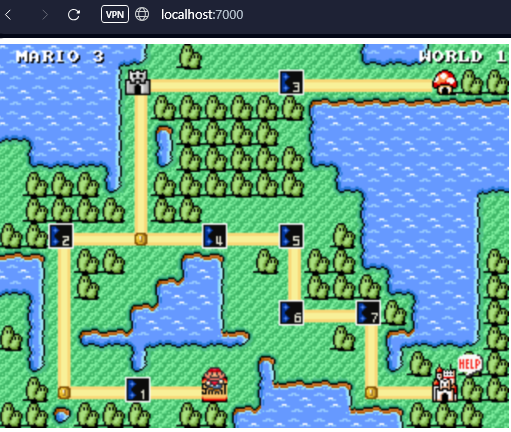 VPN localhost:7000
MARIO 3 WORLD 1
3
2 4 5
6 7
HELP
1